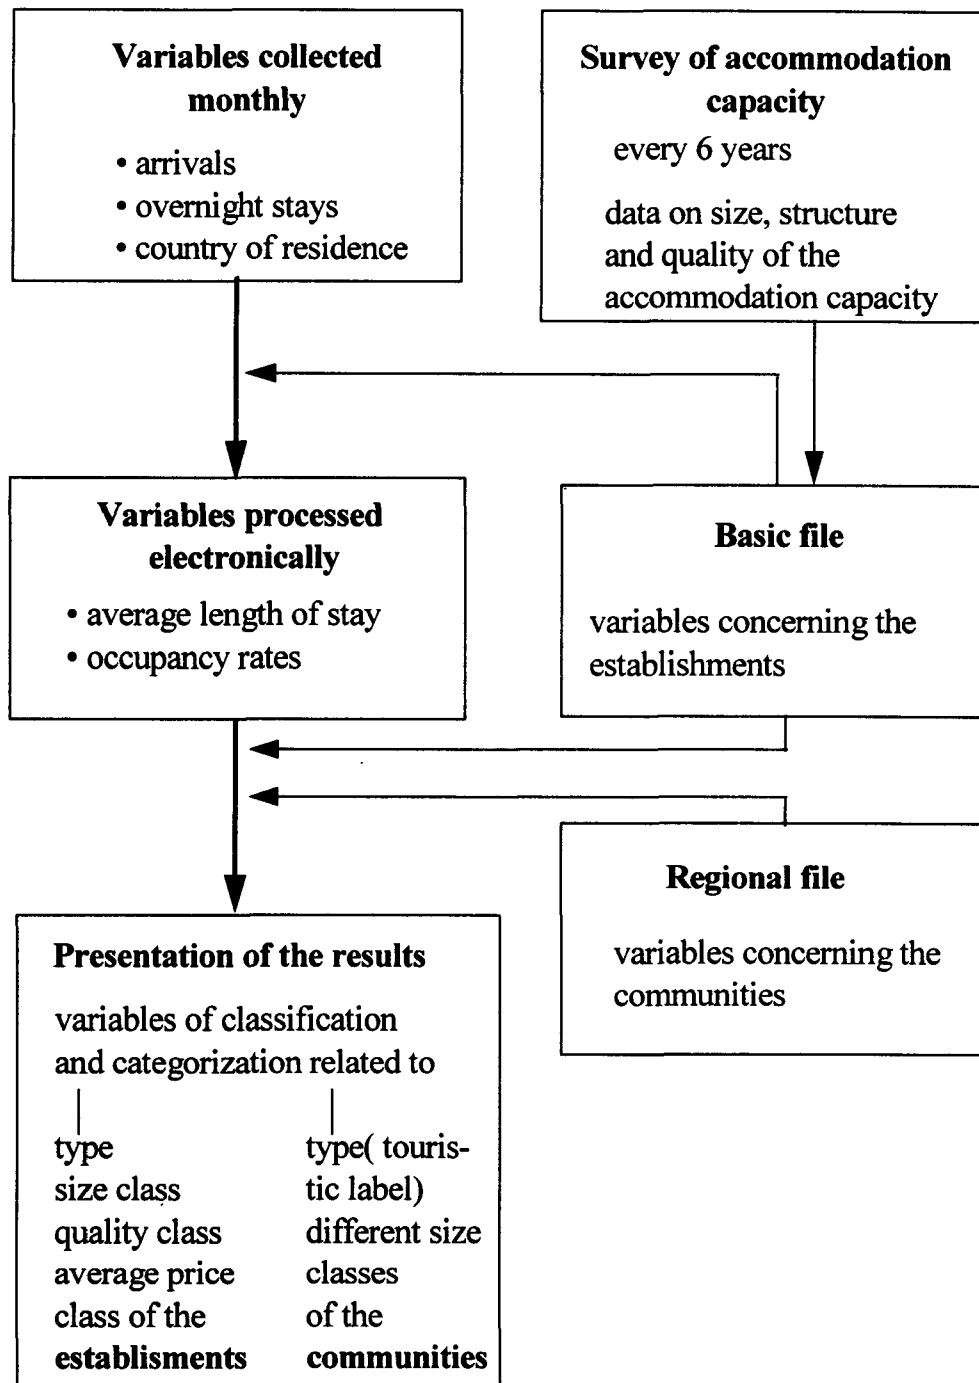 Variables collected
monthly
• arrivals
• overnight stays
• country of residence
Survey of accommodation
capacity
every 6 years
data on size, structure
and quality of the
accommodation capacity
Variables processed
electronically
• average length of stay
• occupancy rates
Basic file
variables concerning the
establishments
Regional file
variables concerning the
communities
Presentation of the results
variables of classification
and categorization related to
type
size class
quality class
average price
class of the
establisments
type( touris-
tic label)
different size
classes
of the
communities